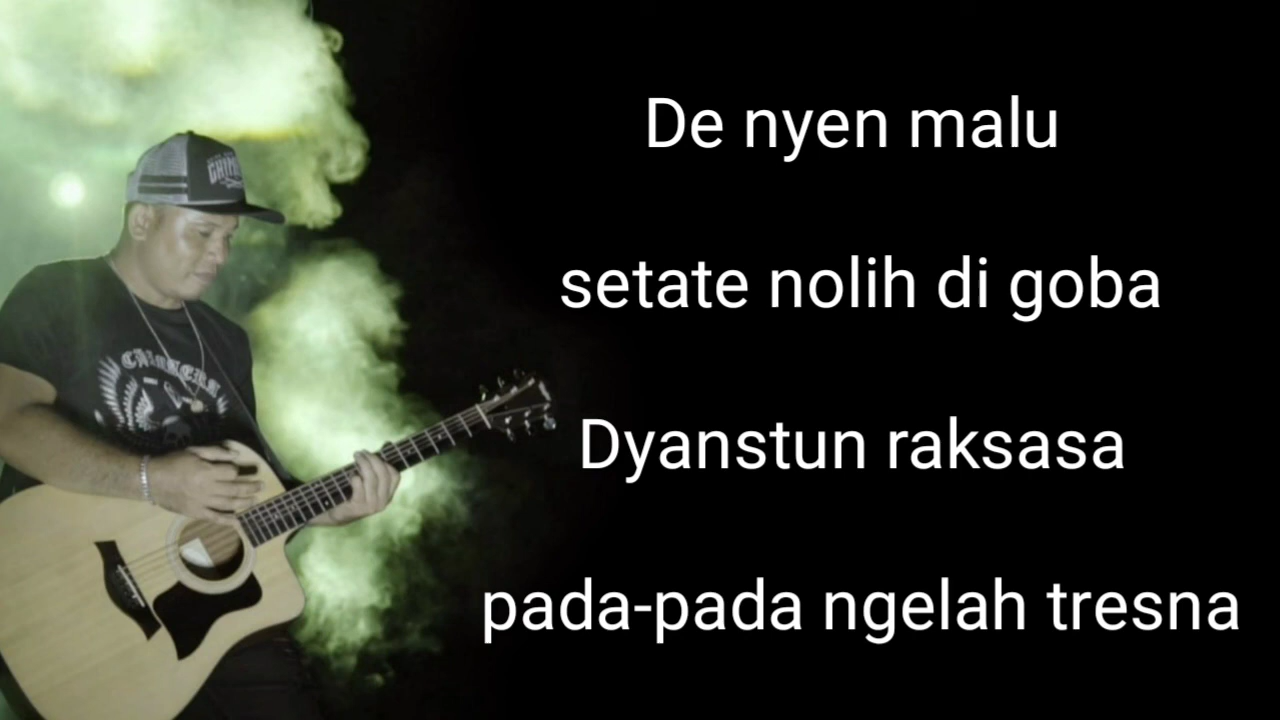 De nyen malu
setate nolih di goba
Dyanstun raksasa
pada-pada ngelah tresna